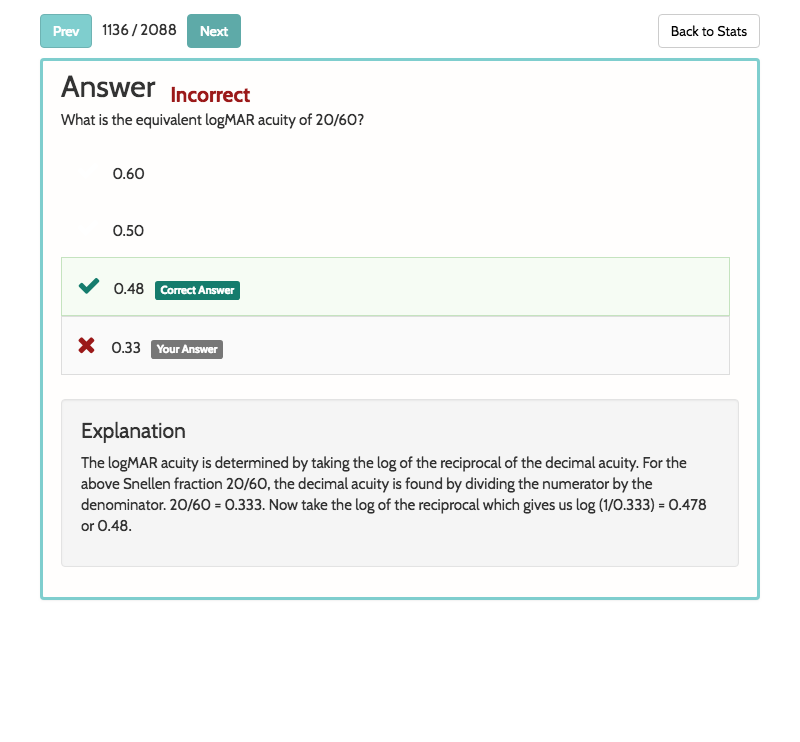 Prev 1136 / 2088 Next Back to Stats
Answer Incorrect
What is the equivalent logMAR acuity of 20/60?
0.60
0.50
0.48 Correct Answer
0.33 Your Answer
Explanation
The logMAR acuity is determined by taking the log of the reciprocal of the decimal acuity. For the
above Snellen fraction 20/60, the decimal acuity is found by dividing the numerator by the
denominator. 20/60 = 0.333. Now take the log of the reciprocal which gives us log (1/0.333) = 0.478
or 0.48.